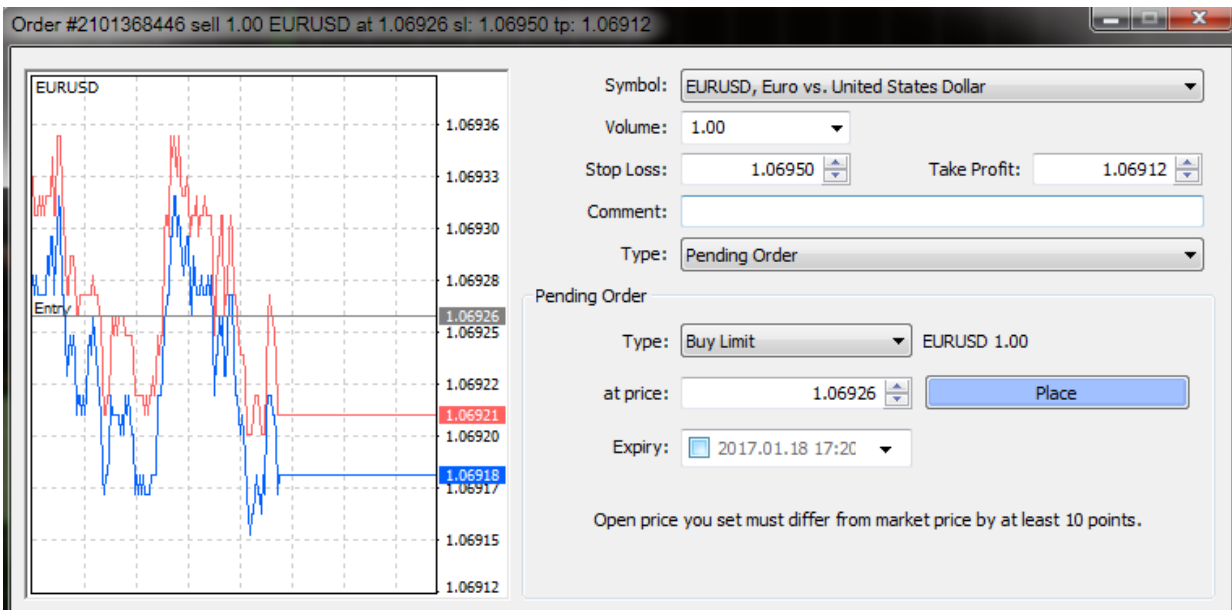 Order #2101368446 sell 1.00 EURUSD at 1.06926 sl: 1.06950 tp: 1.06912
EURUSD
1.06936
1.06933
1.06930
1.06928
Entry
1.06926
1.06925
1.06922
1.06921
1.06920
1.06918
1.06917
1.06915
1.06912
Symbol: EURUSD, Euro vs. United States Dollar
Volume: 1.00
Stop Loss: 1.06950 Take Profit: 1.06912
Comment:
Type: Pending Order
Pending Order
Type: Buy Limit EURUSD 1.00
at price: 1.06926 Place
Expiry: 2017.01.18 17:20
Open price you set must differ from market price by at least 10 points.